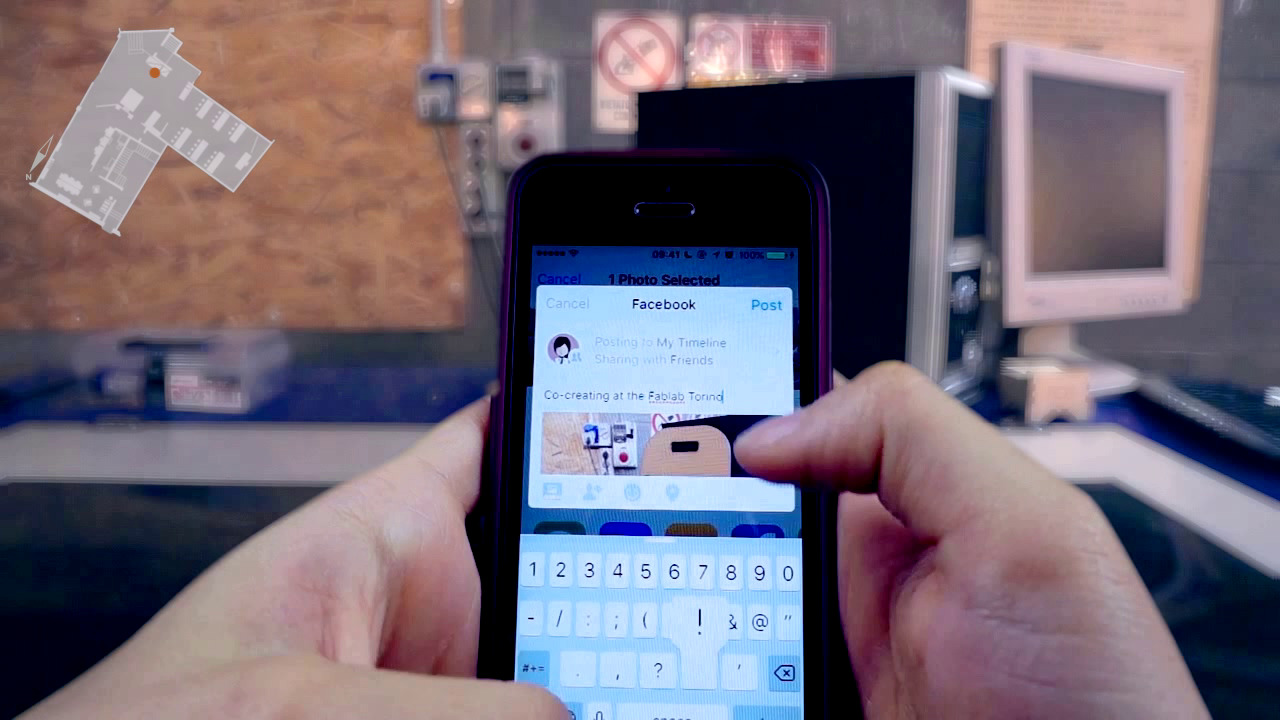 N
09:41 100%
Cancel 1 Photo Selected
Cancel Facebook Post
Posting to My Timeline
Sharing with Friends
Co-creating at the Fablab Torino
1 2 3 4 5 6 7 8 9 0
- / : ; ( ! & @ "
#+= . , ? '
space